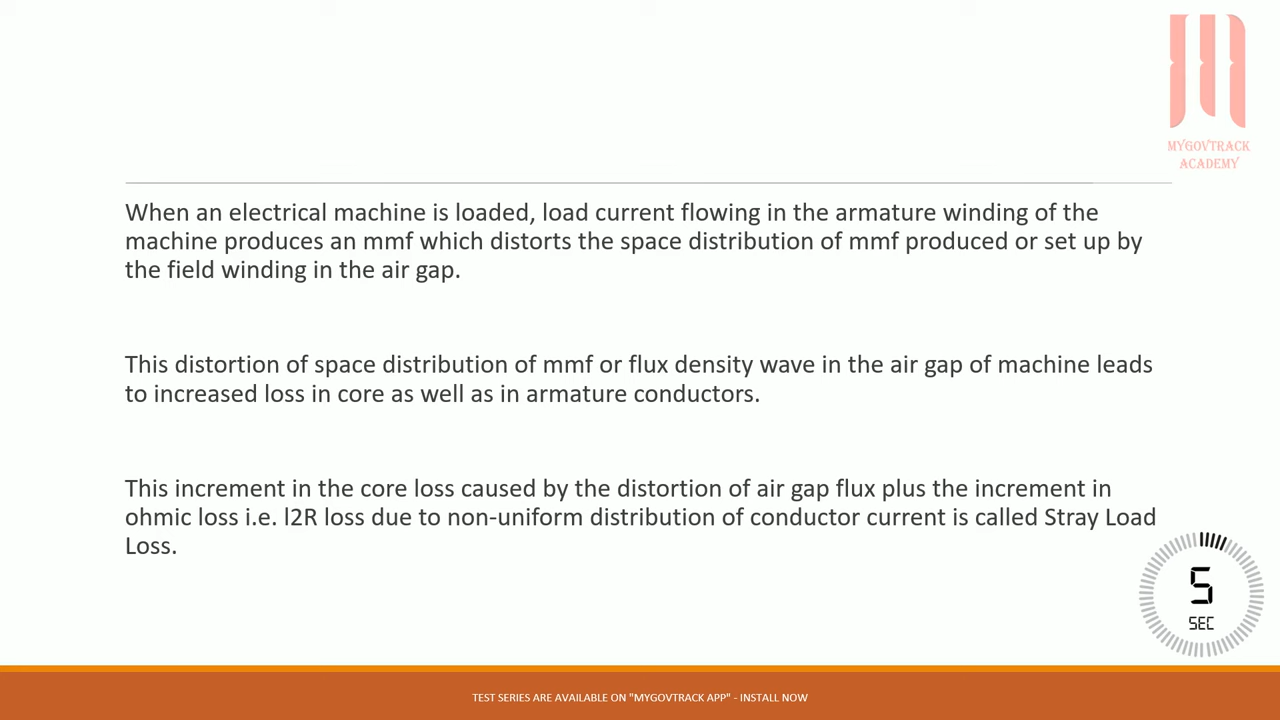 MYGOVTRACK
ACADEMY
When an electrical machine is loaded, load current flowing in the armature winding of the
machine produces an mmf which distorts the space distribution of mmf produced or set up by
the field winding in the air gap.
This distortion of space distribution of mmf or flux density wave in the air gap of machine leads
to increased loss in core as well as in armature conductors.
This increment in the core loss caused by the distortion of air gap flux plus the increment in
ohmic loss i.e. l2R loss due to non-uniform distribution of conductor current is called Stray Load
Loss.
5
SEC
TEST SERIES ARE AVAILABLE ON "MYGOVTRACK APP" - INSTALL NOW